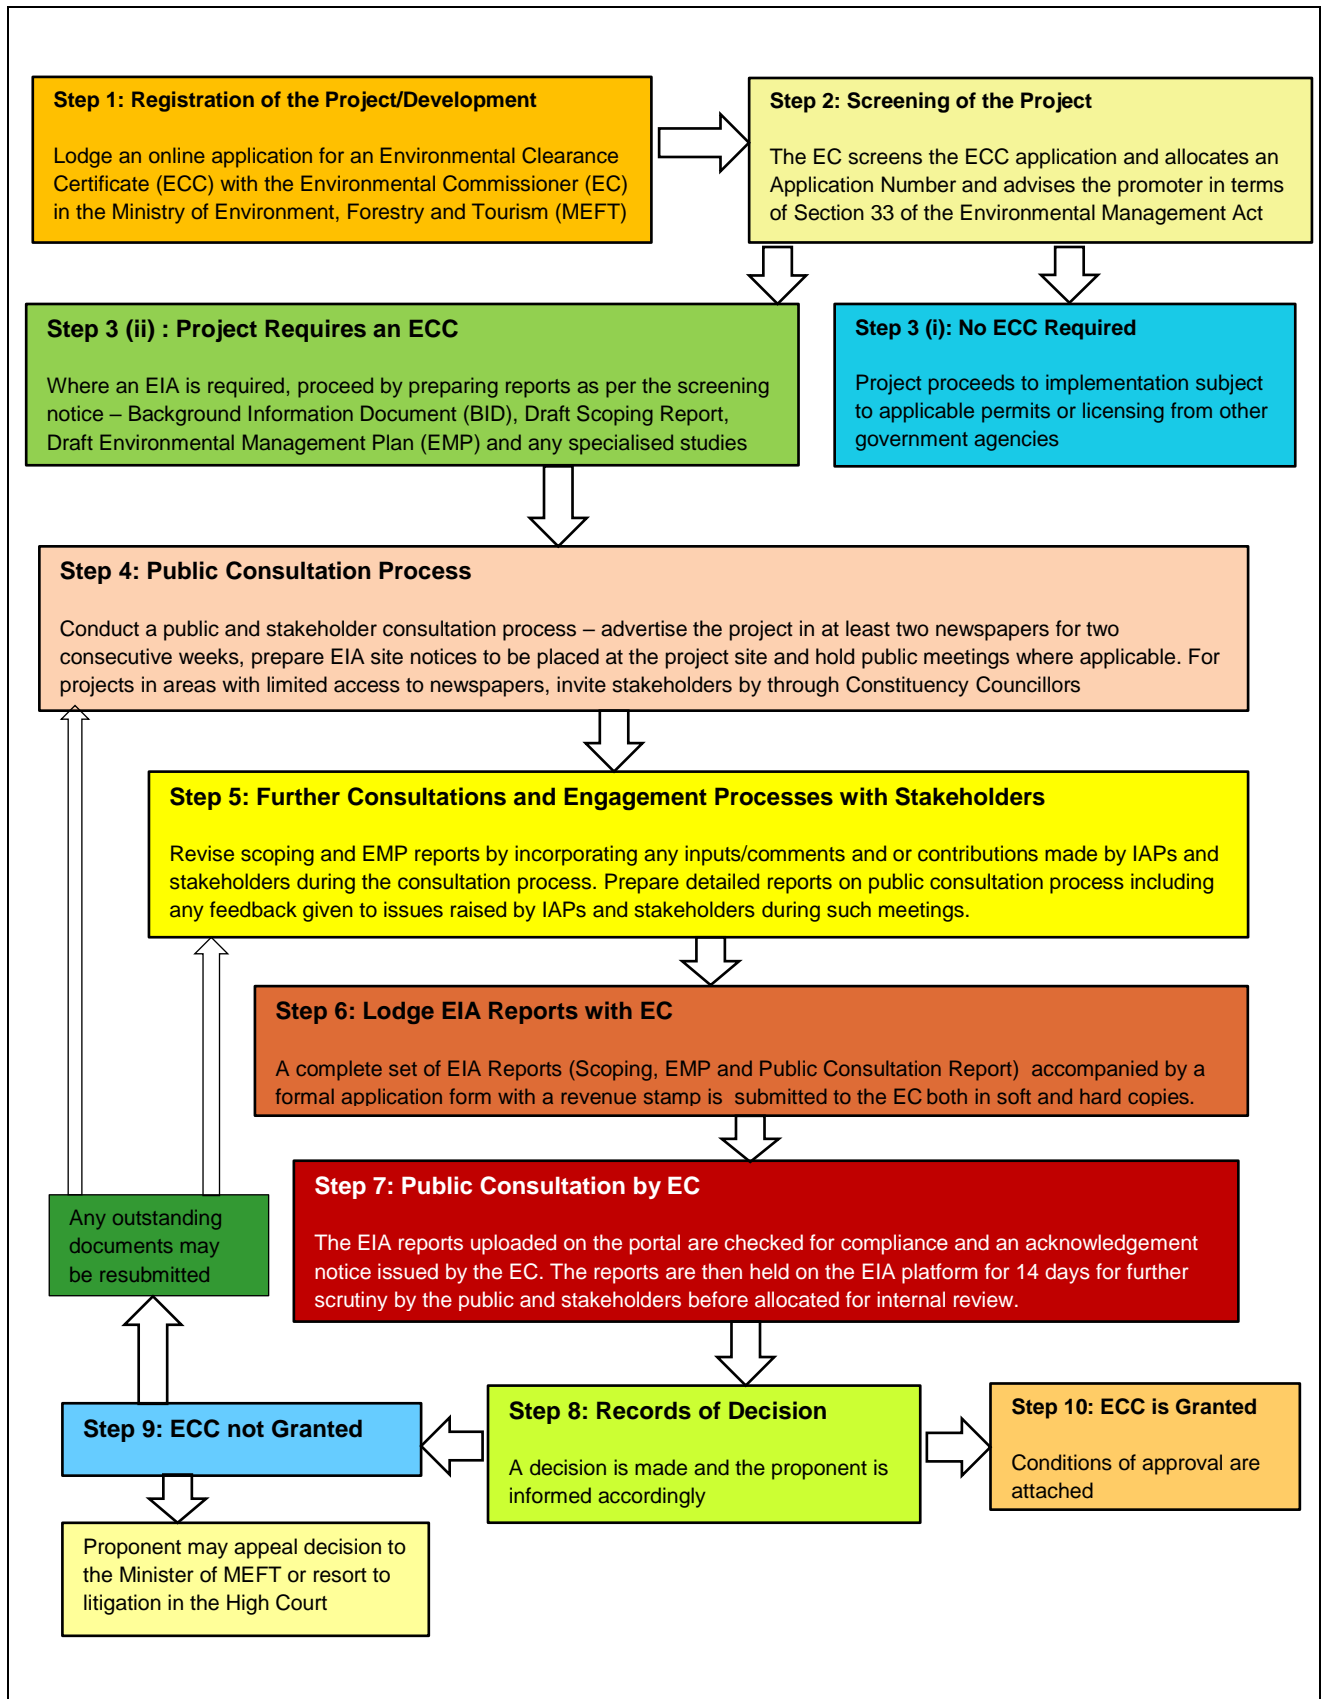 Step 1: Registration of the Project/Development
Lodge an online application for an Environmental Clearance
Certificate (ECC) with the Environmental Commissioner (EC)
in the Ministry of Environment, Forestry and Tourism (MEFT)
Step 2: Screening of the Project
The EC screens the ECC application and allocates an
Application Number and advises the promoter in terms
of Section 33 of the Environmental Management Act
Step 3 (ii) : Project Requires an ECC
Where an EIA is required, proceed by preparing reports as per the screening
notice – Background Information Document (BID), Draft Scoping Report,
Draft Environmental Management Plan (EMP) and any specialised studies
Step 3 (i): No ECC Required
Project proceeds to implementation subject
to applicable permits or licensing from other
government agencies
Step 4: Public Consultation Process
Conduct a public and stakeholder consultation process – advertise the project in at least two newspapers for two
consecutive weeks, prepare EIA site notices to be placed at the project site and hold public meetings where applicable. For
projects in areas with limited access to newspapers, invite stakeholders by through Constituency Councillors
Step 5: Further Consultations and Engagement Processes with Stakeholders
Revise scoping and EMP reports by incorporating any inputs/comments and or contributions made by IAPs and
stakeholders during the consultation process. Prepare detailed reports on public consultation process including
any feedback given to issues raised by IAPs and stakeholders during such meetings.
Step 6: Lodge EIA Reports with EC
A complete set of EIA Reports (Scoping, EMP and Public Consultation Report) accompanied by a
formal application form with a revenue stamp is submitted to the EC both in soft and hard copies.
Step 7: Public Consultation by EC
The EIA reports uploaded on the portal are checked for compliance and an acknowledgement
notice issued by the EC. The reports are then held on the EIA platform for 14 days for further
scrutiny by the public and stakeholders before allocated for internal review.
Any outstanding
documents may
be resubmitted
Step 9: ECC not Granted
Step 8: Records of Decision
A decision is made and the proponent is
informed accordingly
Step 10: ECC is Granted
Conditions of approval are
attached
Proponent may appeal decision to
the Minister of MEFT or resort to
litigation in the High Court